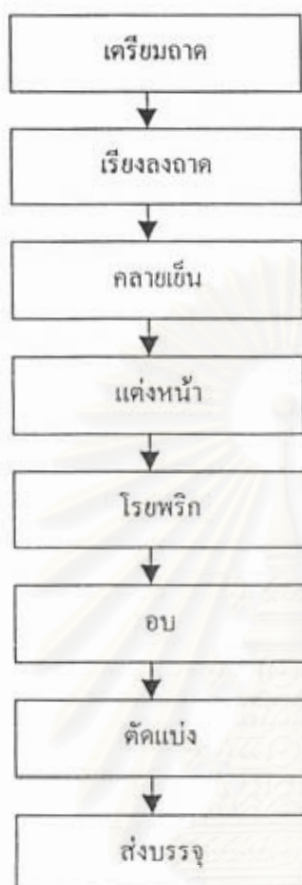 เตรียมถาด
เรียงลงถาด
คลายเย็น
แต่งหน้า
โรยพริก
อบ
ตัดแบ่ง
ส่งบรรจุ